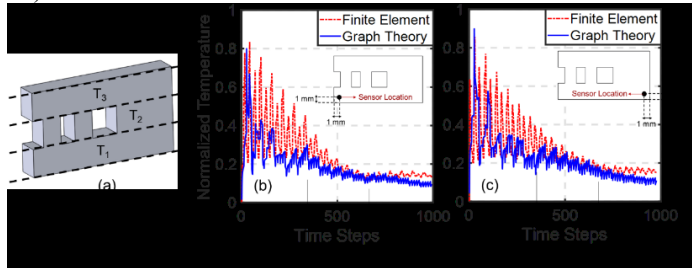 T3
T2
T1
(a)
Normalized Temperature
1
0.8
0.6
0.4
0.2
0
Finite Element
Graph Theory
1 mm
Sensor Location
1 mm
(b)
0
500
1000
Time Steps
1
0.8
0.6
0.4
0.2
0
Finite Element
Graph Theory
Sensor Location
1 mm
1 mm
(c)
0
500
1000
Time Steps